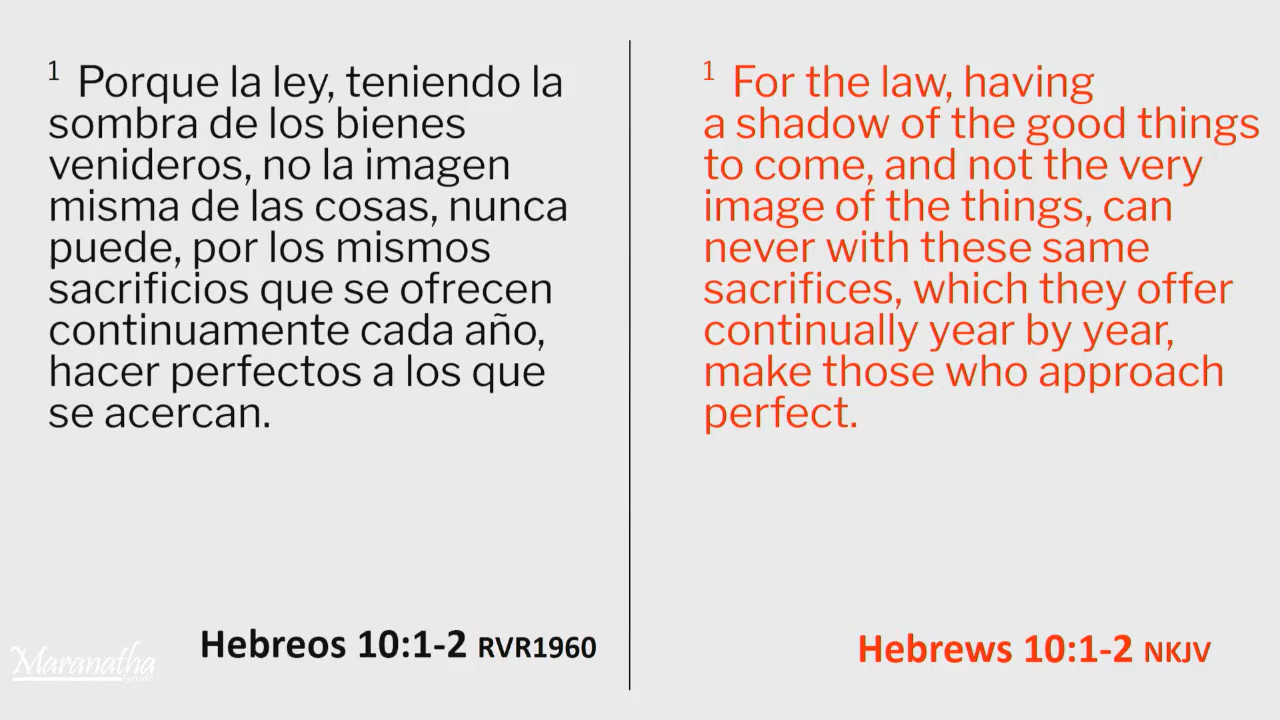 1 Porque la ley, teniendo la
sombra de los bienes
venideros, no la imagen
misma de las cosas, nunca
puede, por los mismos
sacrificios que se ofrecen
continuamente cada año,
hacer perfectos a los que
se acercan.
Hebreos 10:1-2 RVR1960
1 For the law, having
a shadow of the good things
to come, and not the very
image of the things, can
never with these same
sacrifices, which they offer
continually year by year,
make those who approach
perfect.
Hebrews 10:1-2 NKJV
Maranatha